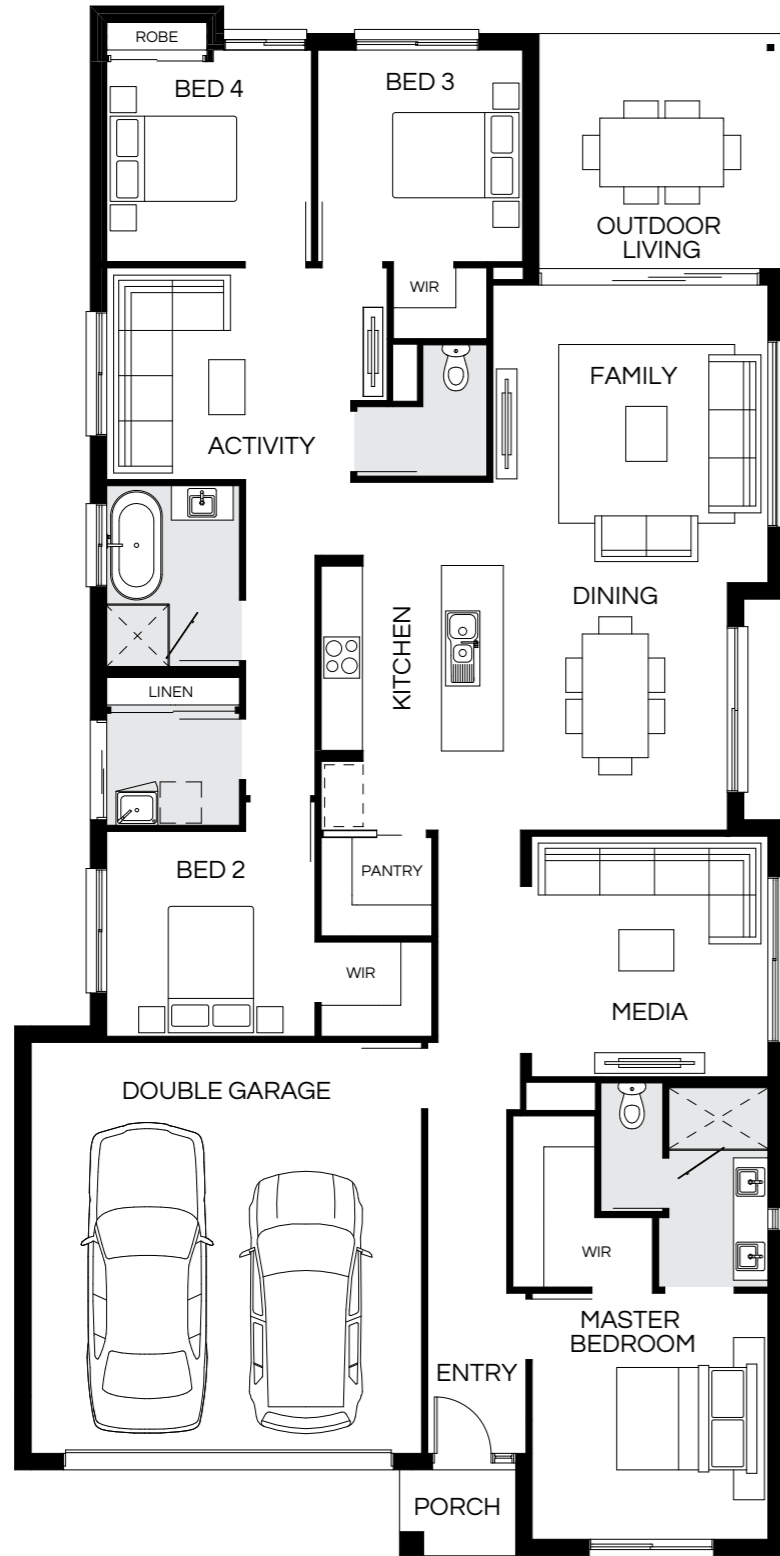 ROBE
BED 4
BED 3
OUTDOOR
LIVING
WIR
FAMILY
ACTIVITY
DINING
KITCHEN
LINEN
BED 2
PANTRY
WIR
MEDIA
DOUBLE GARAGE
WIR
MASTER
BEDROOM
ENTRY
PORCH